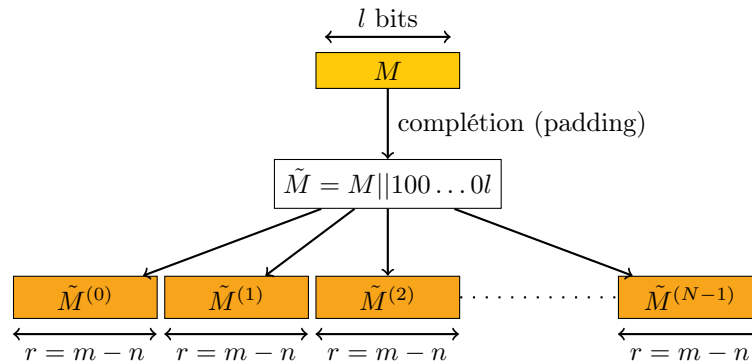 l bits
M
complétion (padding)
M̃ = M||100…0l
M̃⁽⁰⁾ M̃⁽¹⁾ M̃⁽²⁾ M̃⁽ᴺ⁻¹⁾
r = m − n r = m − n r = m − n r = m − n